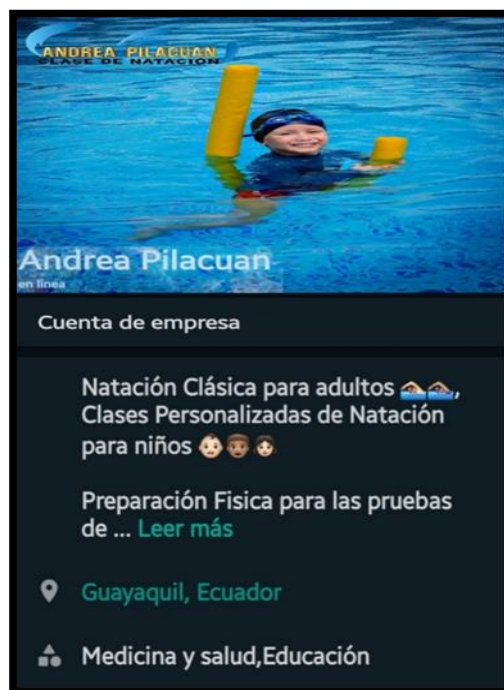 ANDREA PILACUAN
CLASE DE NATACIÓN
Andrea Pilacuan
en línea
Cuenta de empresa
Natación Clásica para adultos 🏊🏊,
Clases Personalizadas de Natación
para niños 👶🏻👦🏽👧🏻
Preparación Fisica para las pruebas
de ... Leer más
Guayaquil, Ecuador
Medicina y salud,Educación